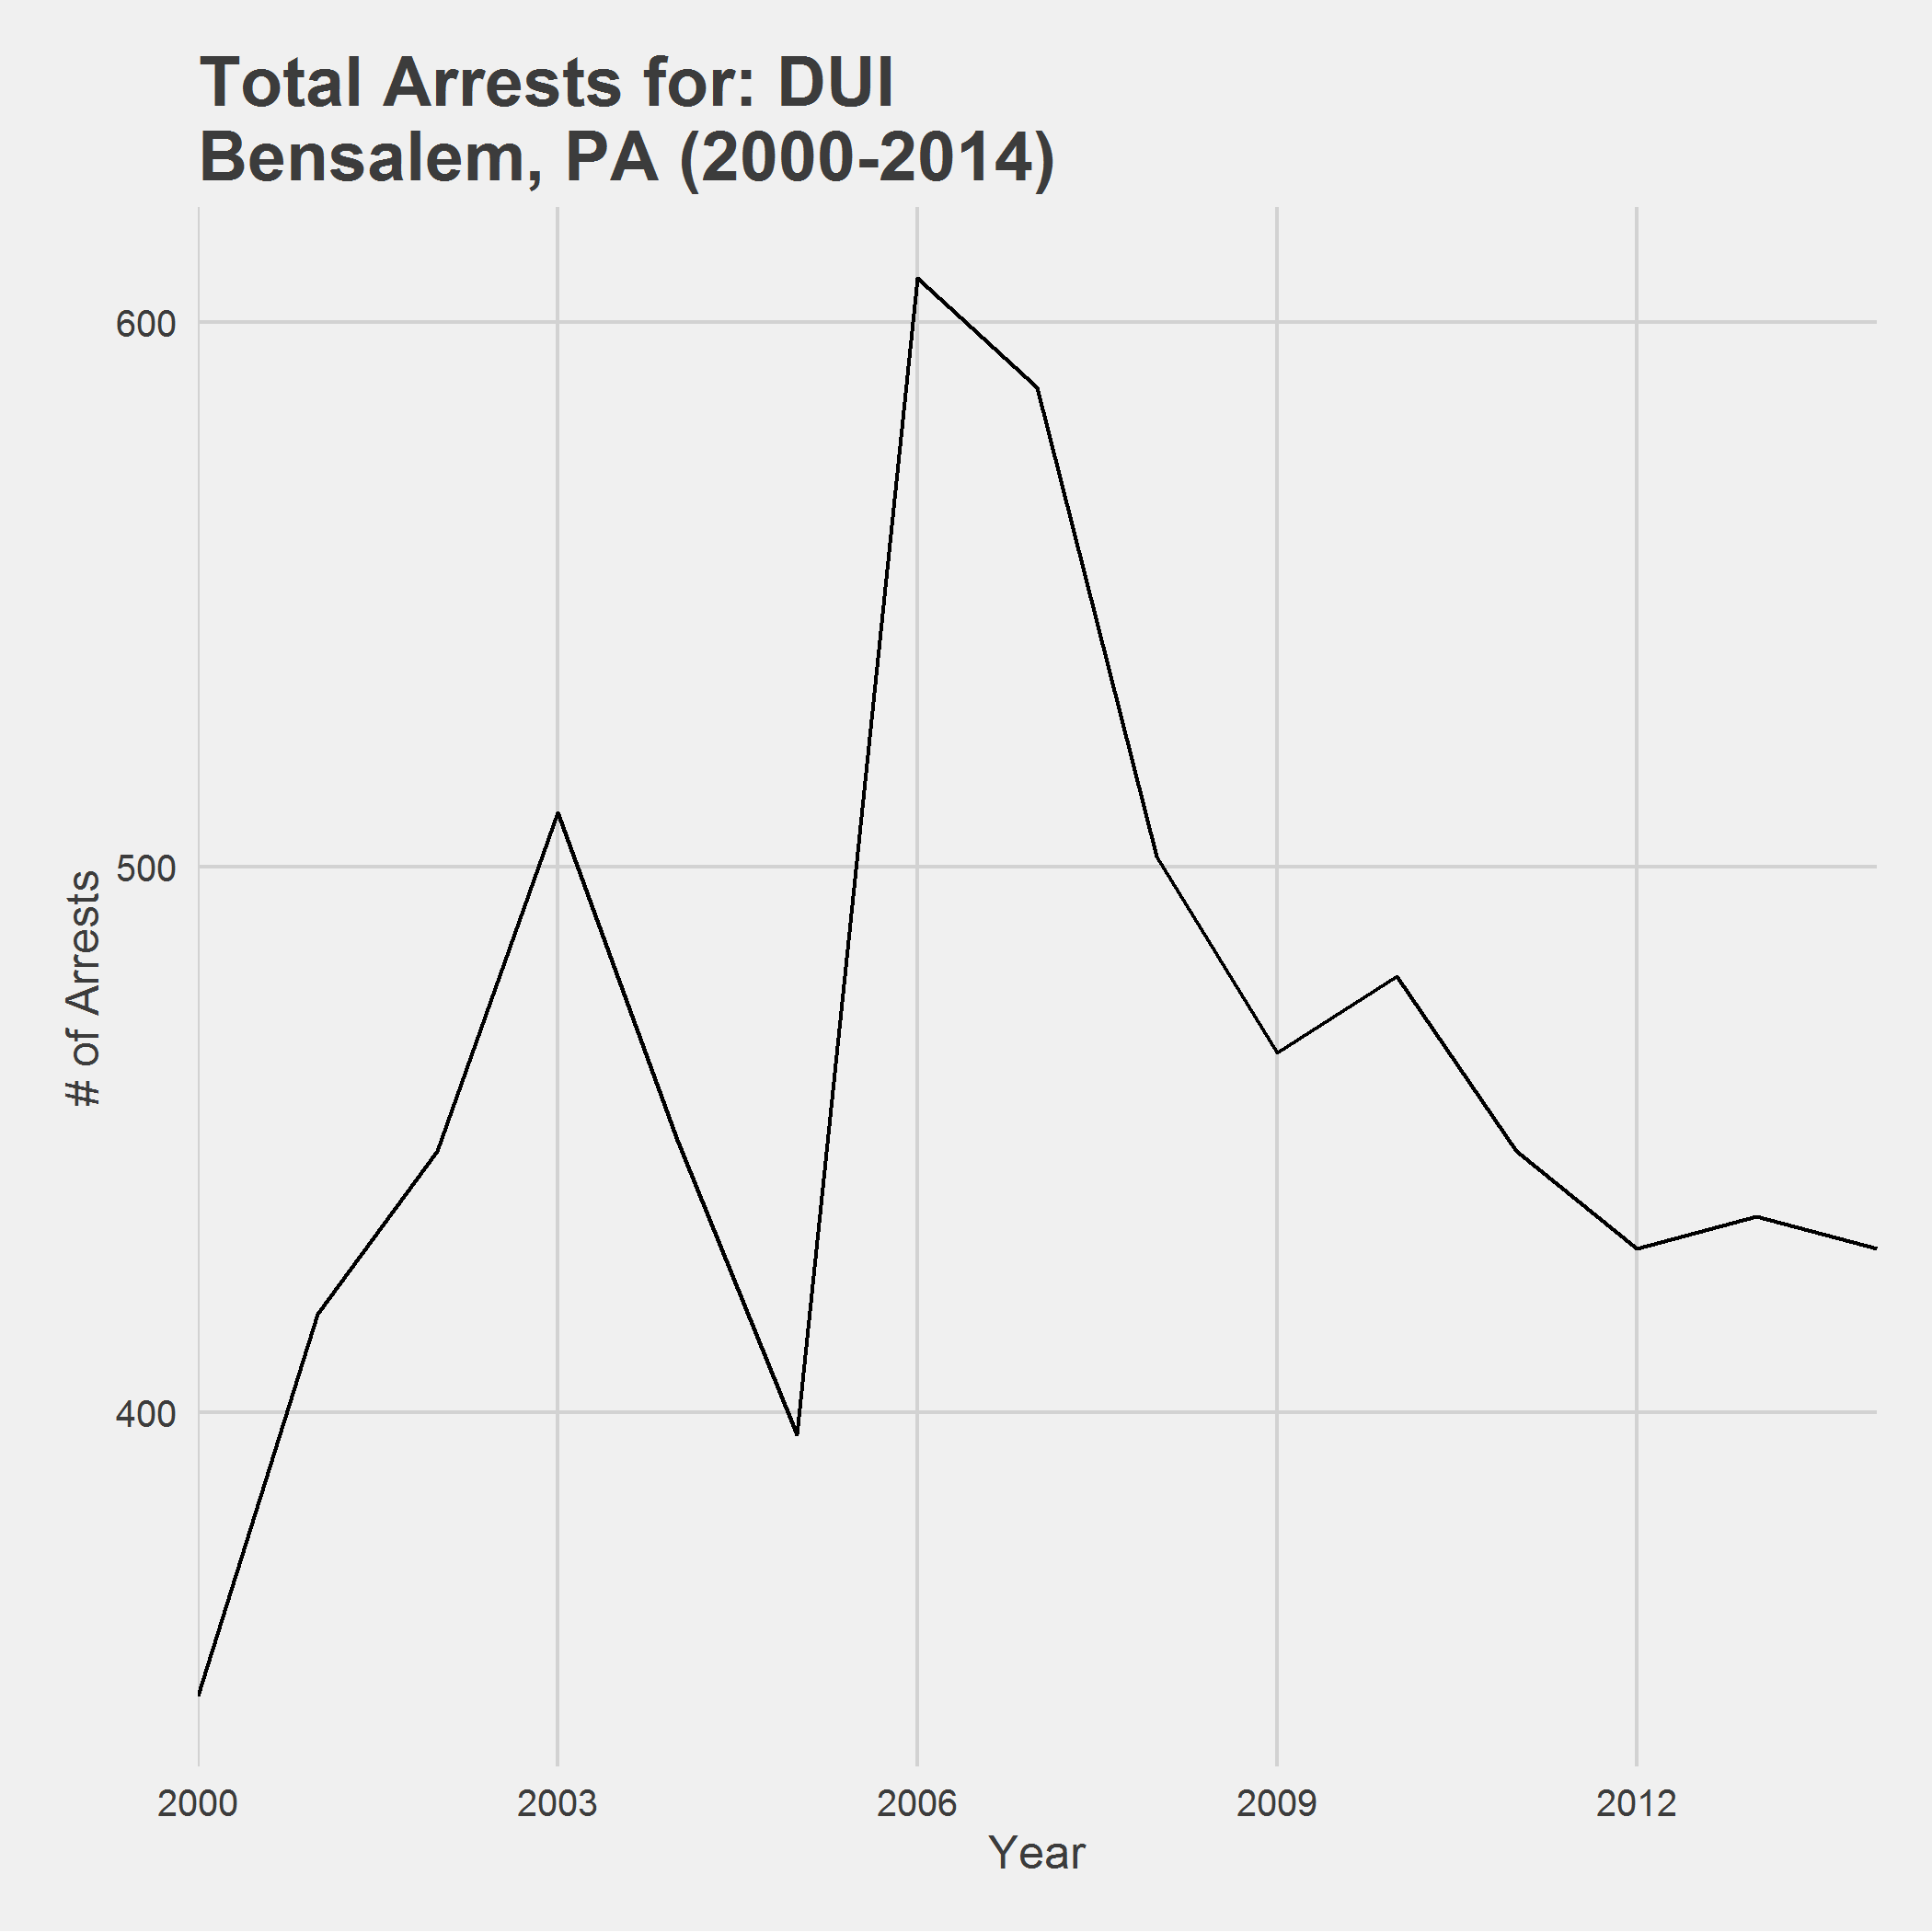 Total Arrests for: DUI
Bensalem, PA (2000-2014)
600
500
400
# of Arrests
2000
2003
2006
2009
2012
Year